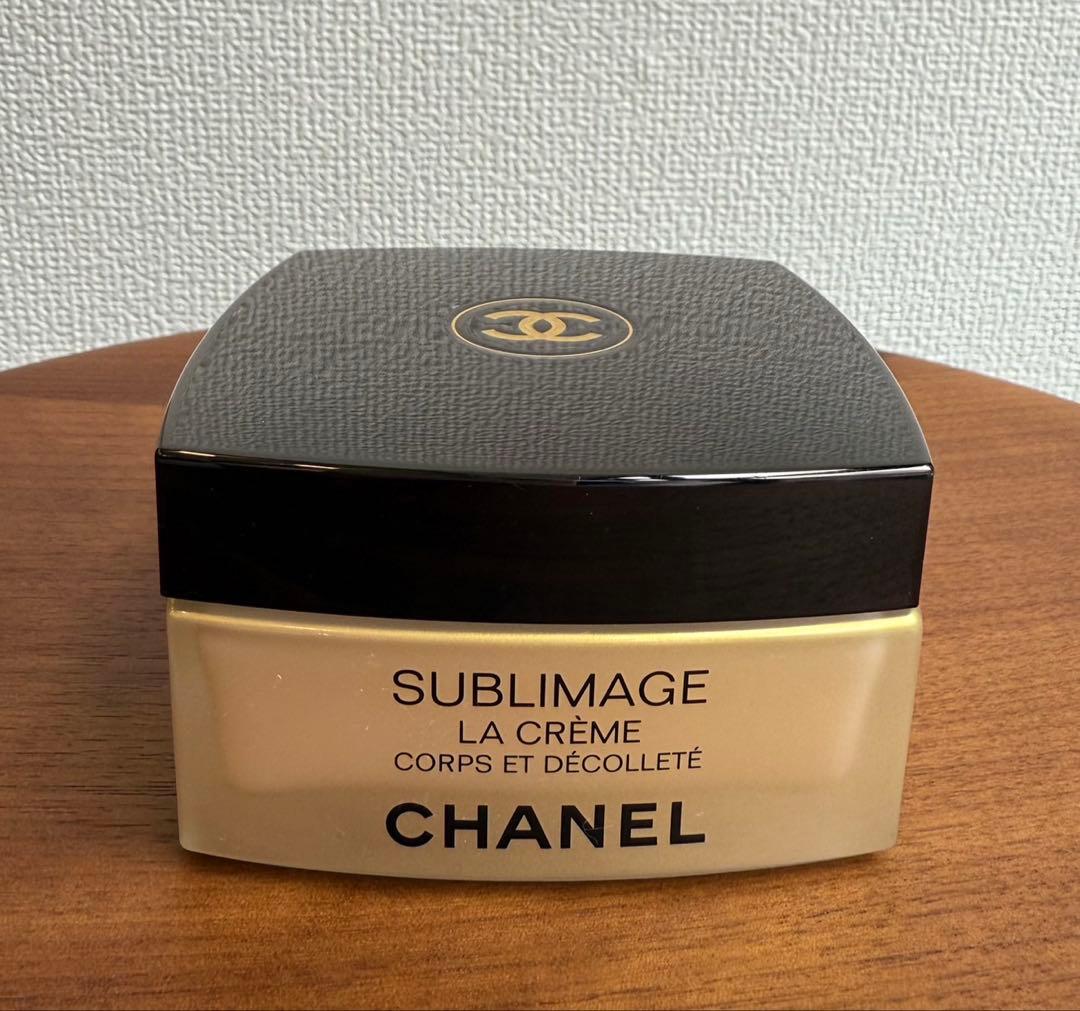 SUBLIMAGE
LA CRÈME
CORPS ET DÉCOLLETÉ
CHANEL